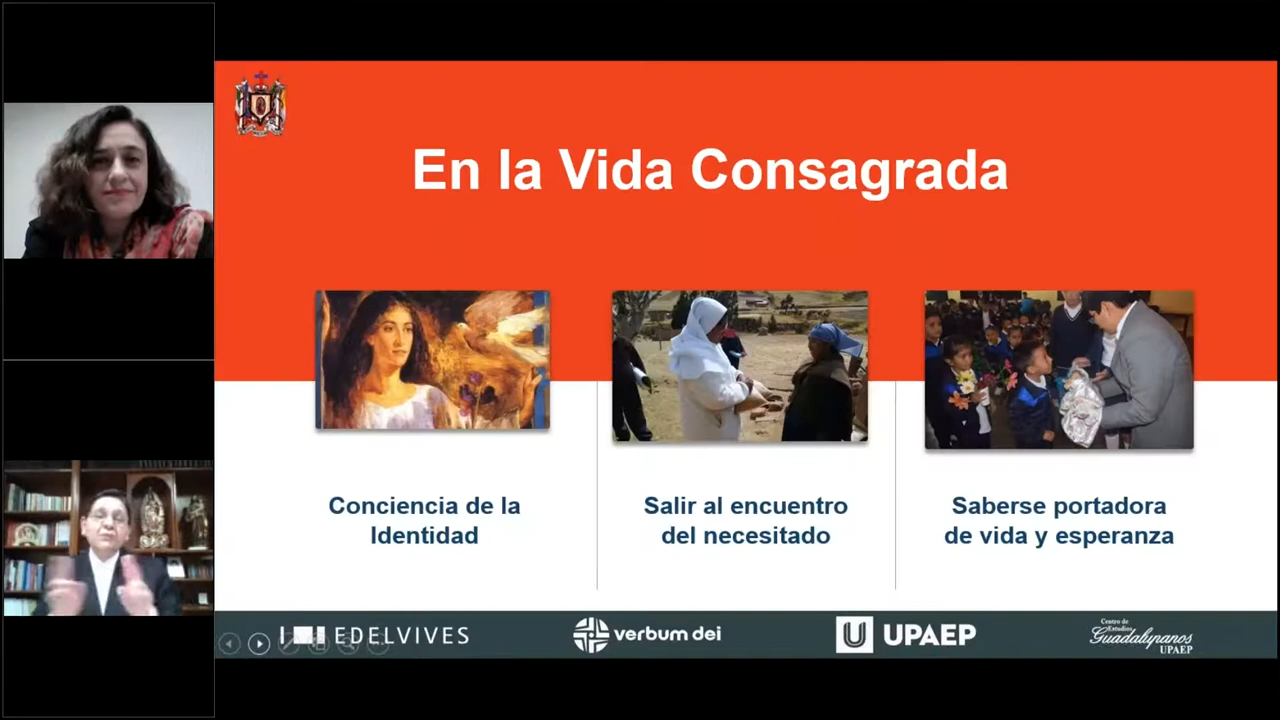 En la Vida Consagrada
Conciencia de la
Identidad
Salir al encuentro
del necesitado
Saberse portadora
de vida y esperanza
EDELVIVES
verbum dei
UPAEP
Centro de
Estudios
Guadalupanos
UPAEP